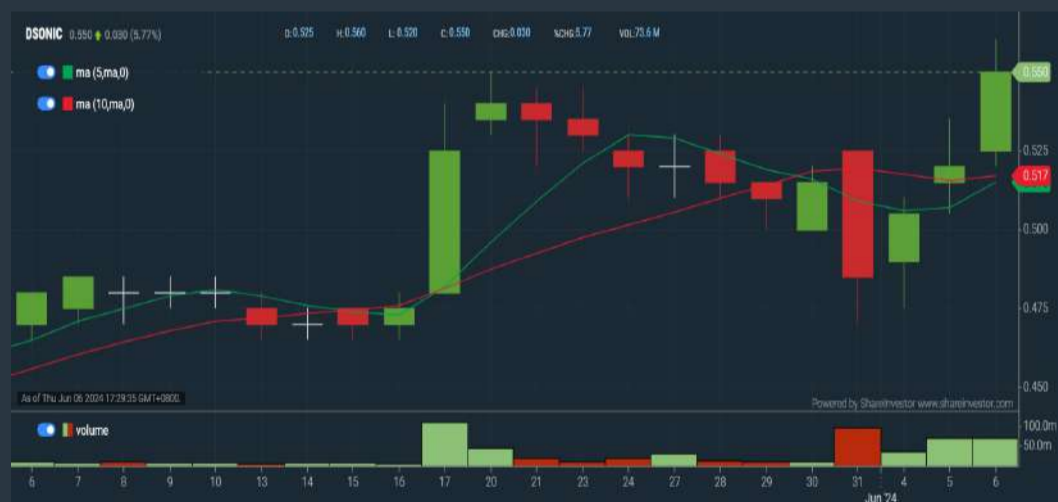 DSONIC 0.550 0.030 (5.77%) O:0.525 H:0.560 L:0.520 C:0.550 CHG:0.030 %CHG:5.77 VOL:73.6 M
ma (5,ma,0)
ma (10,ma,0)
0.550
0.525
0.517
0.500
0.475
0.450
As of Thu Jun 06 2024 17:29:35 GMT+0800.
Powered by ShareInvestor www.shareinvestor.com
volume
100.0m
50.0m
6 7 8 9 10 13 14 15 16 17 20 21 23 24 27 28 29 30 31 4 5 6
Jun '24